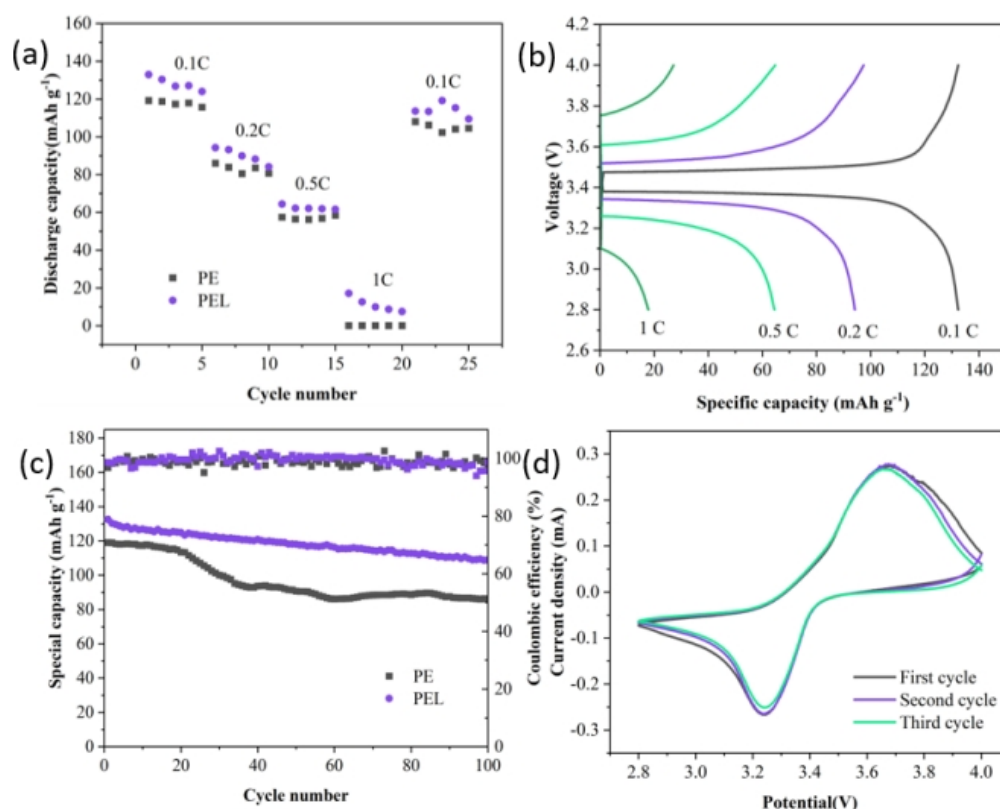 (a)
Discharge capacity(mAh g-1)
160
140
120
100
80
60
40
20
0
0.1C
0.2C
0.5C
1C
0.1C
PE
PEL
0 5 10 15 20 25
Cycle number
(b)
Voltage (V)
4.2
4.0
3.8
3.6
3.4
3.2
3.0
2.8
2.6
1 C 0.5 C 0.2 C 0.1 C
0 20 40 60 80 100 120 140
Specific capacity (mAh g-1)
(c)
Special capacity (mAh g-1)
180
160
140
120
100
80
60
40
20
0
PE
PEL
100
80
60
40
20
0
Coulombic efficiency (%)
0 20 40 60 80 100
Cycle number
(d)
Current density (mA)
0.3
0.2
0.1
0.0
-0.1
-0.2
-0.3
First cycle
Second cycle
Third cycle
2.8 3.0 3.2 3.4 3.6 3.8 4.0
Potential(V)